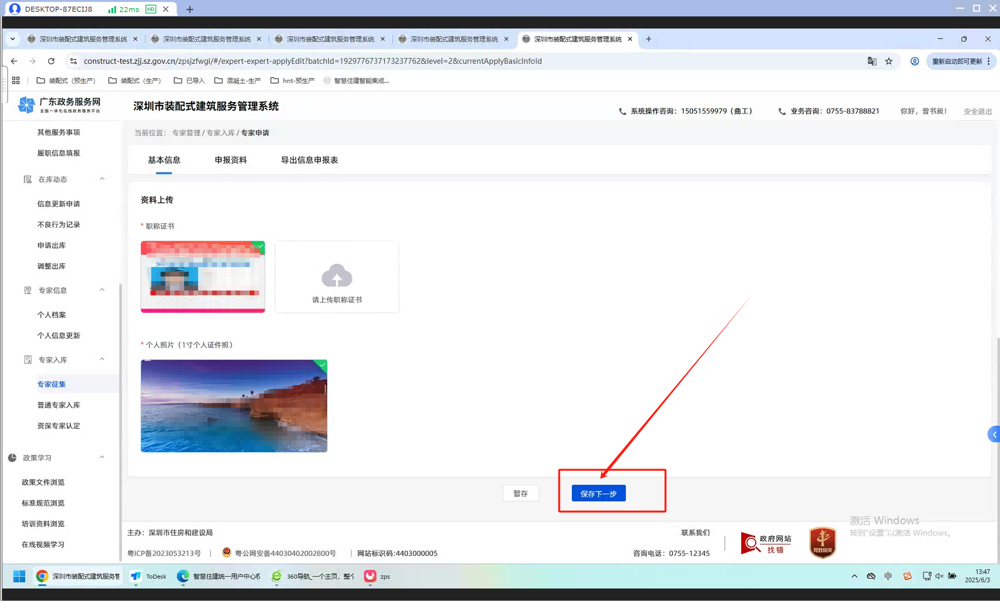 DESKTOP-87ECIJ8 22ms HD
深圳市装配式建筑服务管理系统 深圳市装配式建筑服务管理系统 深圳市装配式建筑服务管理系统 深圳市装配式建筑服务管理系统 深圳市装配式建筑服务管理系统
construct-test.zjj.sz.gov.cn/zpsjzfwgl/#/expert-expert-applyEdit?batchId=1929776737173237762&level=2&currentApplyBasicInfoId 重新启动即可更新
装配式（预生产） 装配式（生产） 已导入 混凝土-生产 hnt-预生产 智慧住建智能集成...
广东政务服务网
全国一体化在线政务服务平台
深圳市装配式建筑服务管理系统
系统操作咨询：15051559979（曲工） 业务咨询：0755-83788821 你好，曾书昶！ 安全退出
其他服务事项
履职信息填报
在库动态
信息更新申请
不良行为记录
申请出库
调整出库
专家信息
个人档案
个人信息更新
专家入库
专家征集
普通专家入库
资深专家认定
政策学习
政策文件浏览
标准规范浏览
培训资料浏览
在线视频学习
当前位置： 专家管理 / 专家入库 / 专家申请
基本信息 申报资料 导出信息申报表
资料上传
* 职称证书
请上传职称证书
* 个人照片（1寸个人证件照）
暂存 保存下一步
主办：深圳市住房和建设局
粤ICP备2023053213号 | 粤公网安备44030402002800号 | 网站标识码:4403000005
联系我们
咨询电话：0755-12345
政府网站
找错
党政机关
激活 Windows
转到"设置"以激活 Windows。
深圳市装配式建筑服务管 ToDesk 智慧住建统一用户中心 360导航_一个主页，整个 zps
中
13:47
2025/6/3